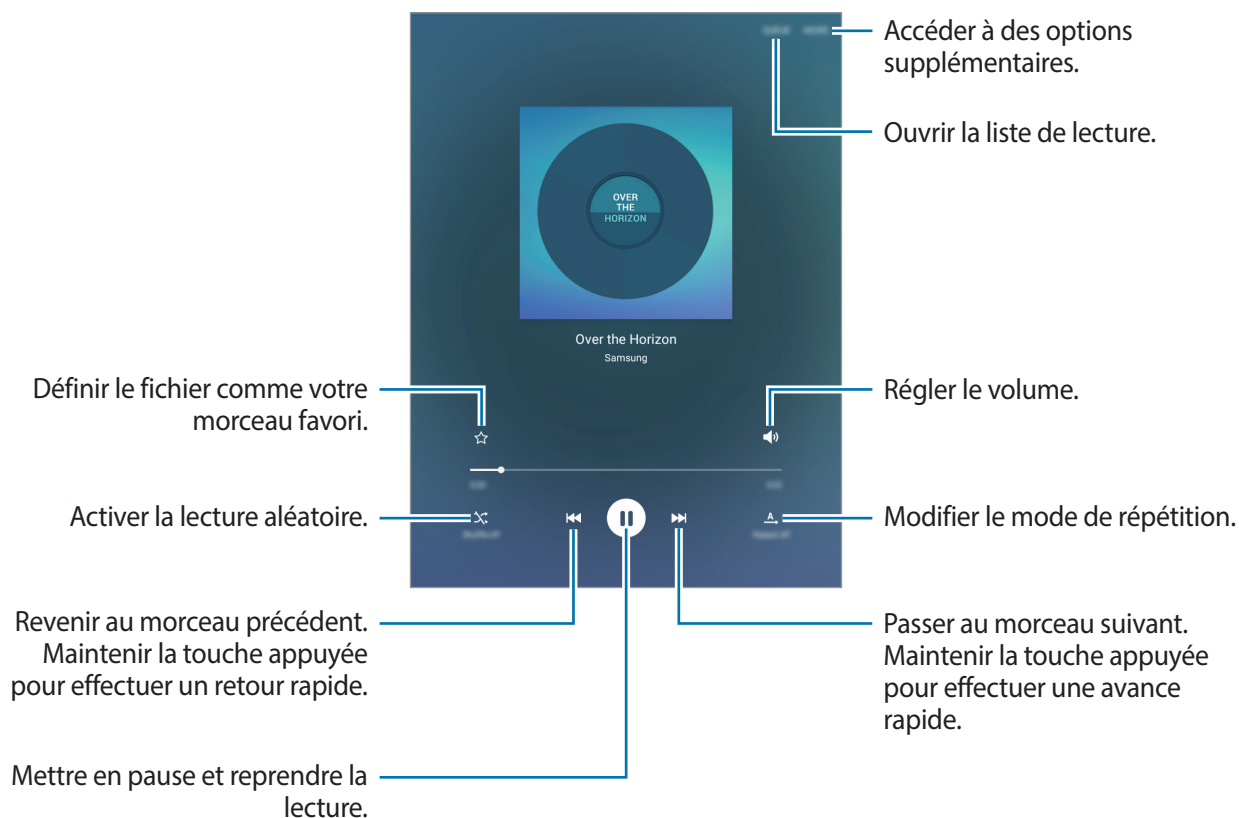 Accéder à des options
supplémentaires.
Ouvrir la liste de lecture.
OVER
THE
HORIZON
Over the Horizon
Samsung
Définir le fichier comme votre
morceau favori.
Régler le volume.
Activer la lecture aléatoire.
A
Modifier le mode de répétition.
Revenir au morceau précédent.
Maintenir la touche appuyée
pour effectuer un retour rapide.
Passer au morceau suivant.
Maintenir la touche appuyée
pour effectuer une avance
rapide.
Mettre en pause et reprendre la
lecture.